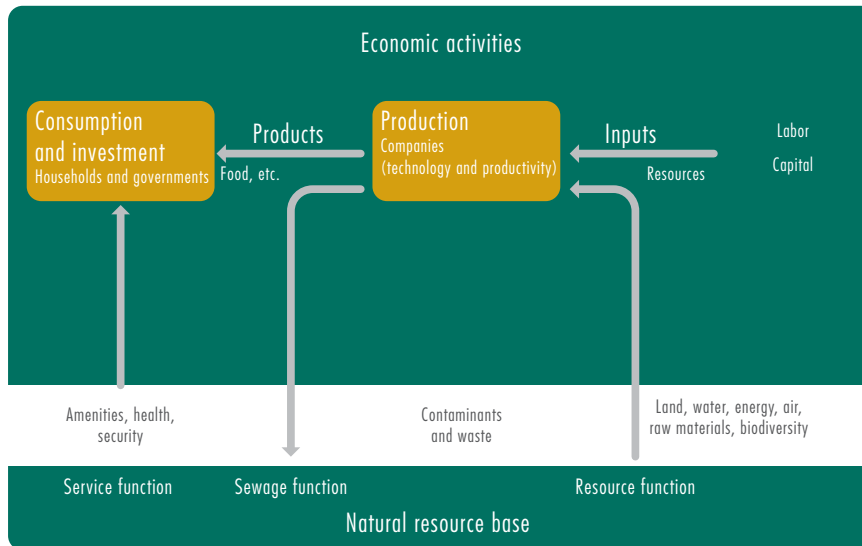 Economic activities
Consumption
and investment
Households and governments
Products
Food, etc.
Production
Companies
(technology and productivity)
Inputs
Resources
Labor
Capital
Amenities, health,
security
Contaminants
and waste
Land, water, energy, air,
raw materials, biodiversity
Service function
Sewage function
Resource function
Natural resource base